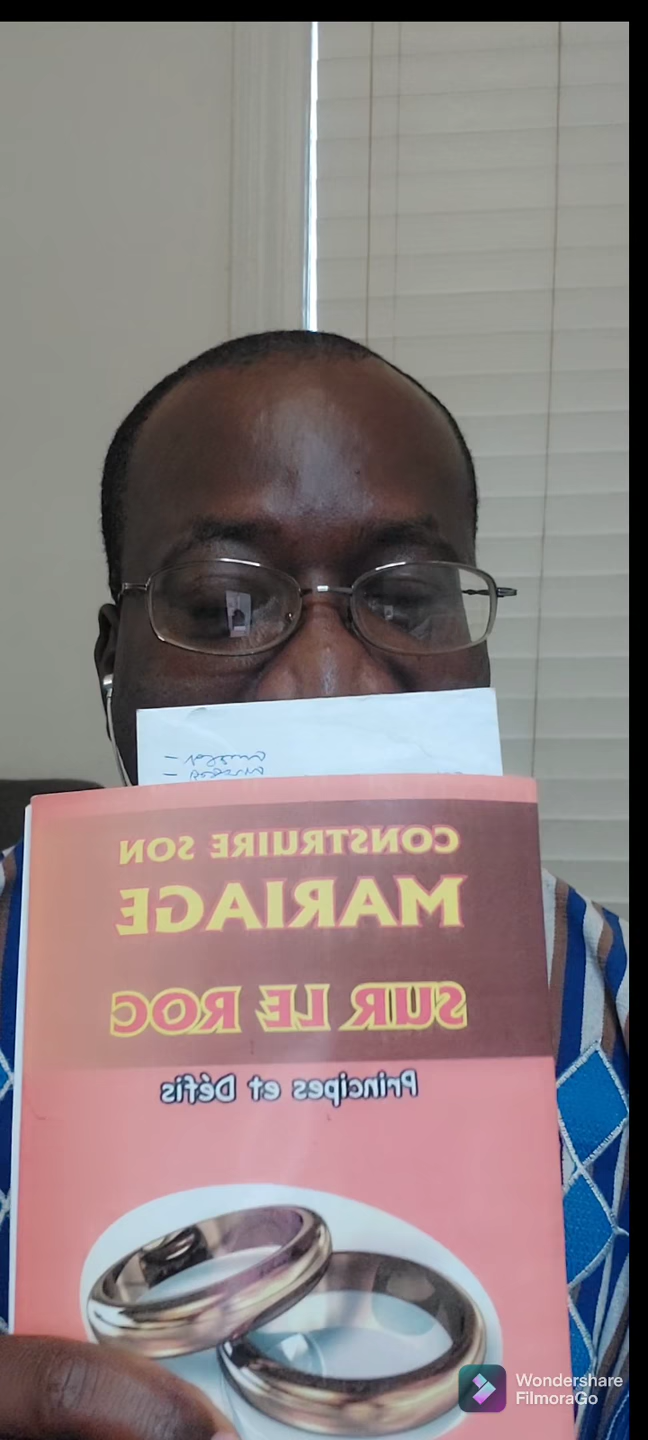 CONSTRUIRE SON
MARIAGE
SUR LE ROC
Principes et Défis
Wondershare
FilmoraGo